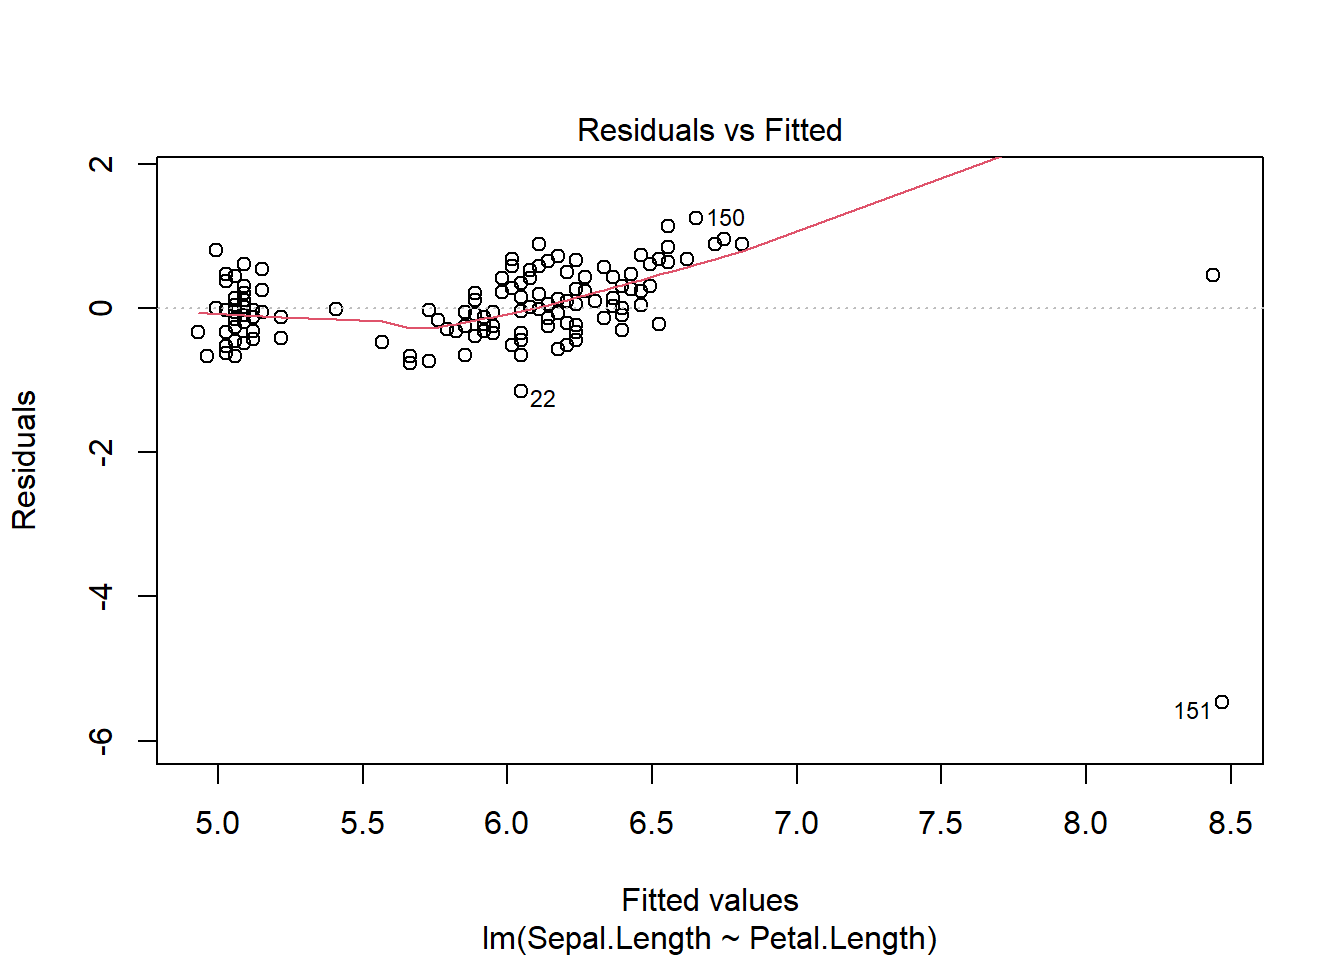 Residuals vs Fitted
2
0
-2
-4
-6
Residuals
150
22
151
5.0 5.5 6.0 6.5 7.0 7.5 8.0 8.5
Fitted values
lm(Sepal.Length ~ Petal.Length)